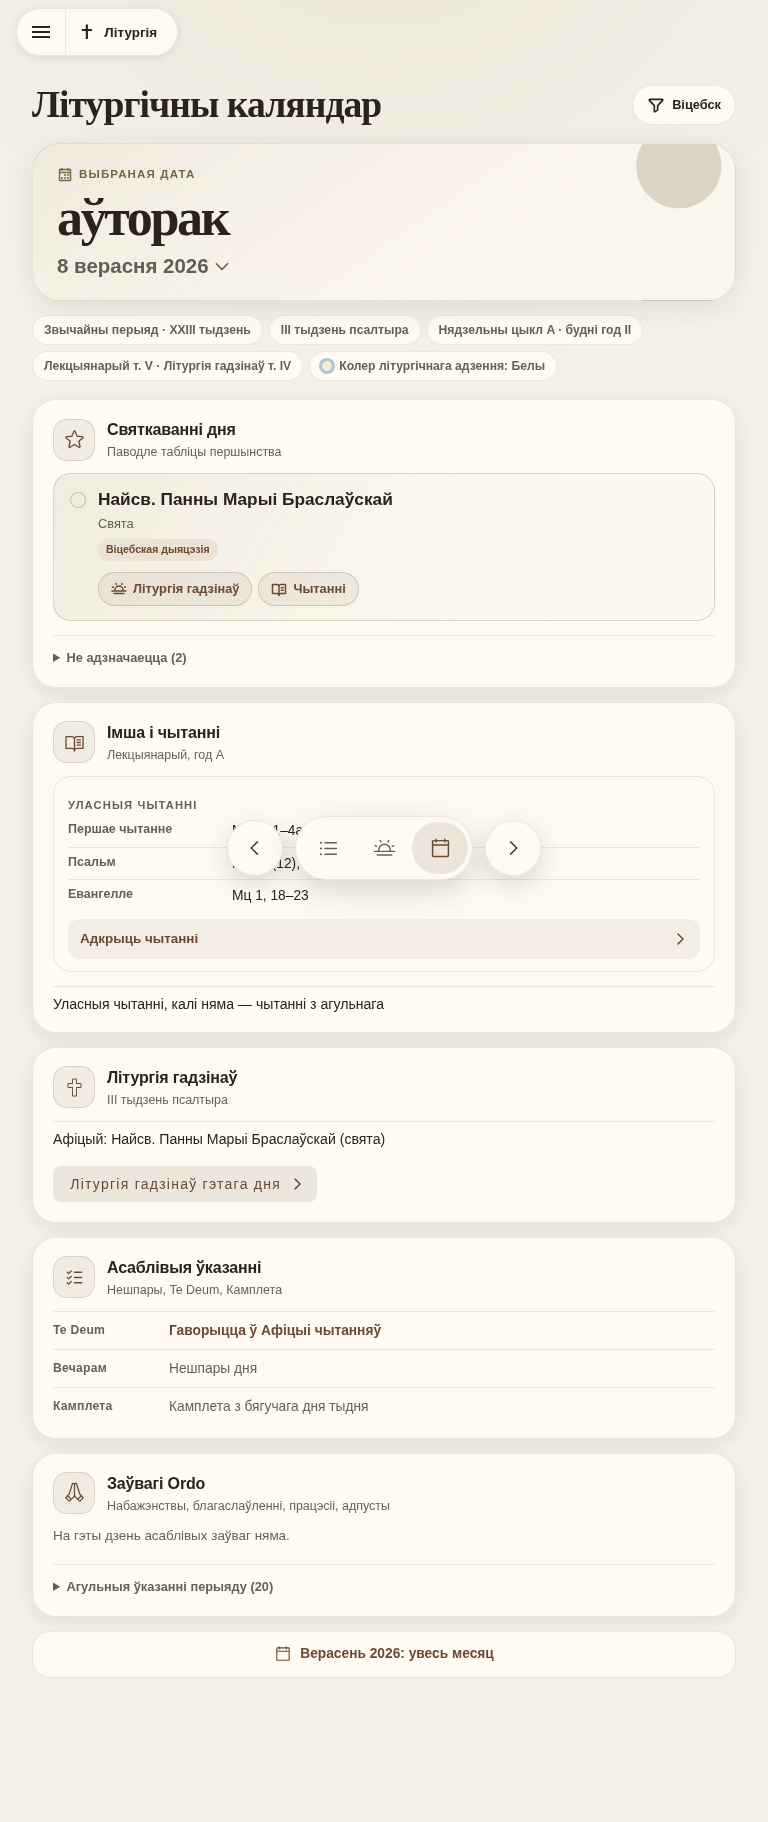 Літургія
Літургічны каляндар
Віцебск
ВЫБРАНАЯ ДАТА
аўторак
8 верасня 2026
Звычайны перыяд · XXIII тыдзень
III тыдзень псалтыра
Нядзельны цыкл A · будні год II
Лекцыянарый т. V · Літургія гадзінаў т. IV
Колер літургічнага адзення: Белы
Святкаванні дня
Паводле табліцы першынства
Найсв. Панны Марыі Браслаўскай
Свята
Віцебская дыяцэзія
Літургія гадзінаў
Чытанні
Не адзначаецца (2)
Імша і чытанні
Лекцыянарый, год A
УЛАСНЫЯ ЧЫТАННІ
Першае чытанне
1–4a
Псальм
(12),
Евангелле
Мц 1, 18–23
Адкрыць чытанні
Уласныя чытанні, калі няма — чытанні з агульнага
Літургія гадзінаў
III тыдзень псалтыра
Афіцый: Найсв. Панны Марыі Браслаўскай (свята)
Літургія гадзінаў гэтага дня
Асаблівыя ўказанні
Нешпары, Te Deum, Камплета
Te Deum
Гаворыцца ў Афіцыі чытанняў
Вечарам
Нешпары дня
Камплета
Камплета з бягучага дня тыдня
Заўвагі Ordo
Набажэнствы, благаслаўленні, працэсіі, адпусты
На гэты дзень асаблівых заўваг няма.
Агульныя ўказанні перыяду (20)
Верасень 2026: увесь месяц